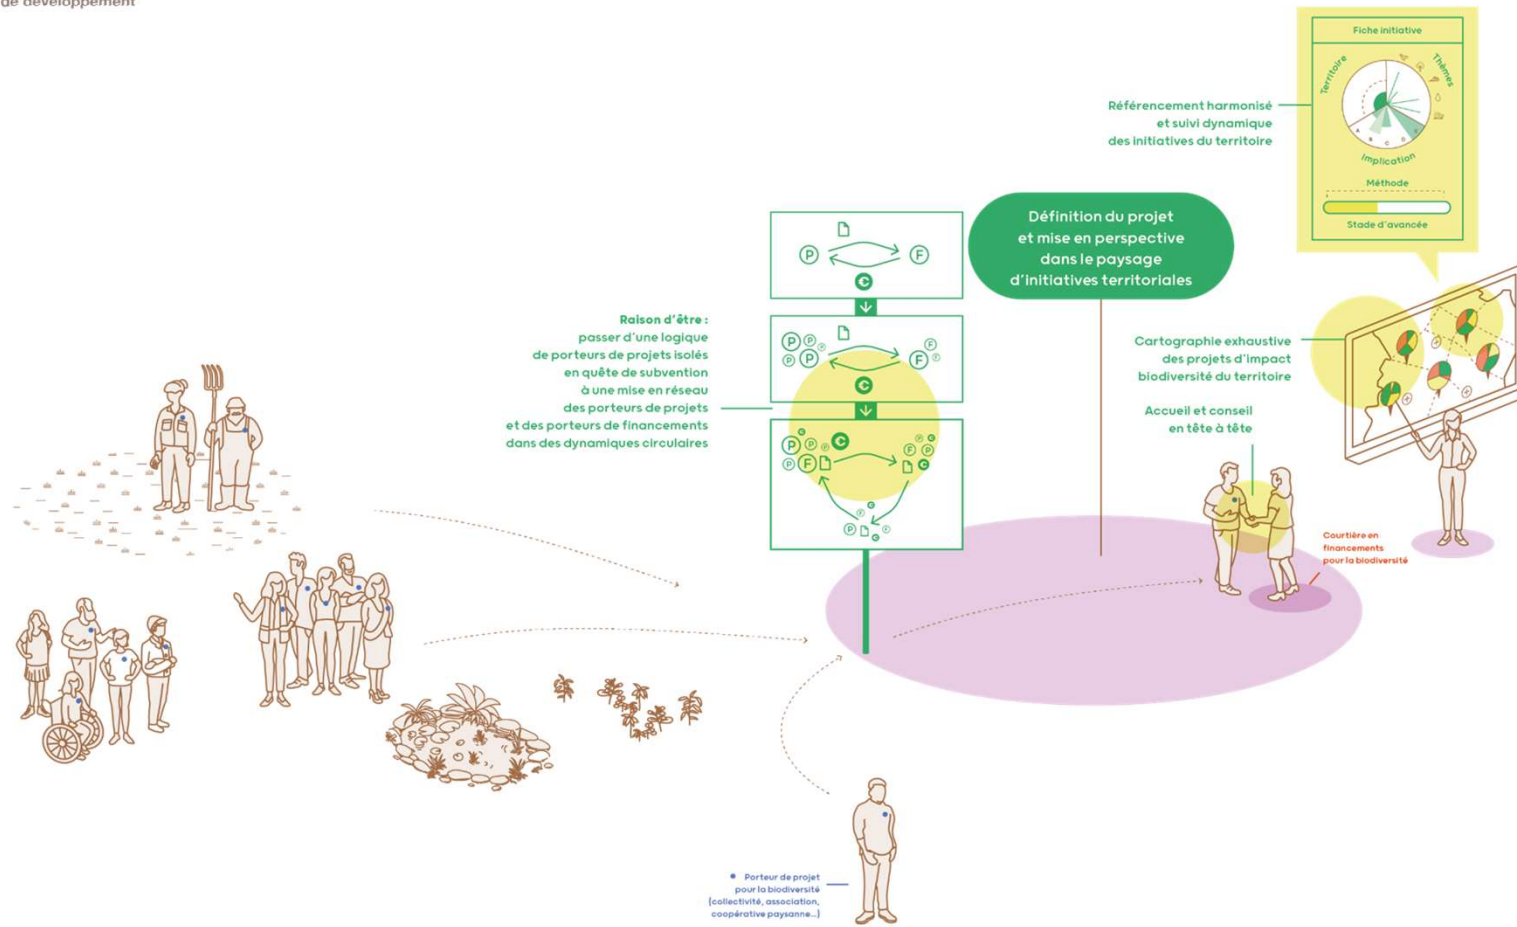 de développement
Fiche initiative
Territoire
Thèmes
A
B
C
D
E
Implication
Méthode
Stade d'avancée
Référencement harmonisé
et suivi dynamique
des initiatives du territoire
Définition du projet
et mise en perspective
dans le paysage
d'initiatives territoriales
P
F
€
P P P
P P
F
F F
€
Raison d'être :
passer d'une logique
de porteurs de projets isolés
en quête de subvention
à une mise en réseau
des porteurs de projets
et des porteurs de financements
dans des dynamiques circulaires
Cartographie exhaustive
des projets d'impact
biodiversité du territoire
Accueil et conseil
en tête à tête
Courtière en
financements
pour la biodiversité
Porteur de projet
pour la biodiversité
(collectivité, association,
coopérative paysanne...)